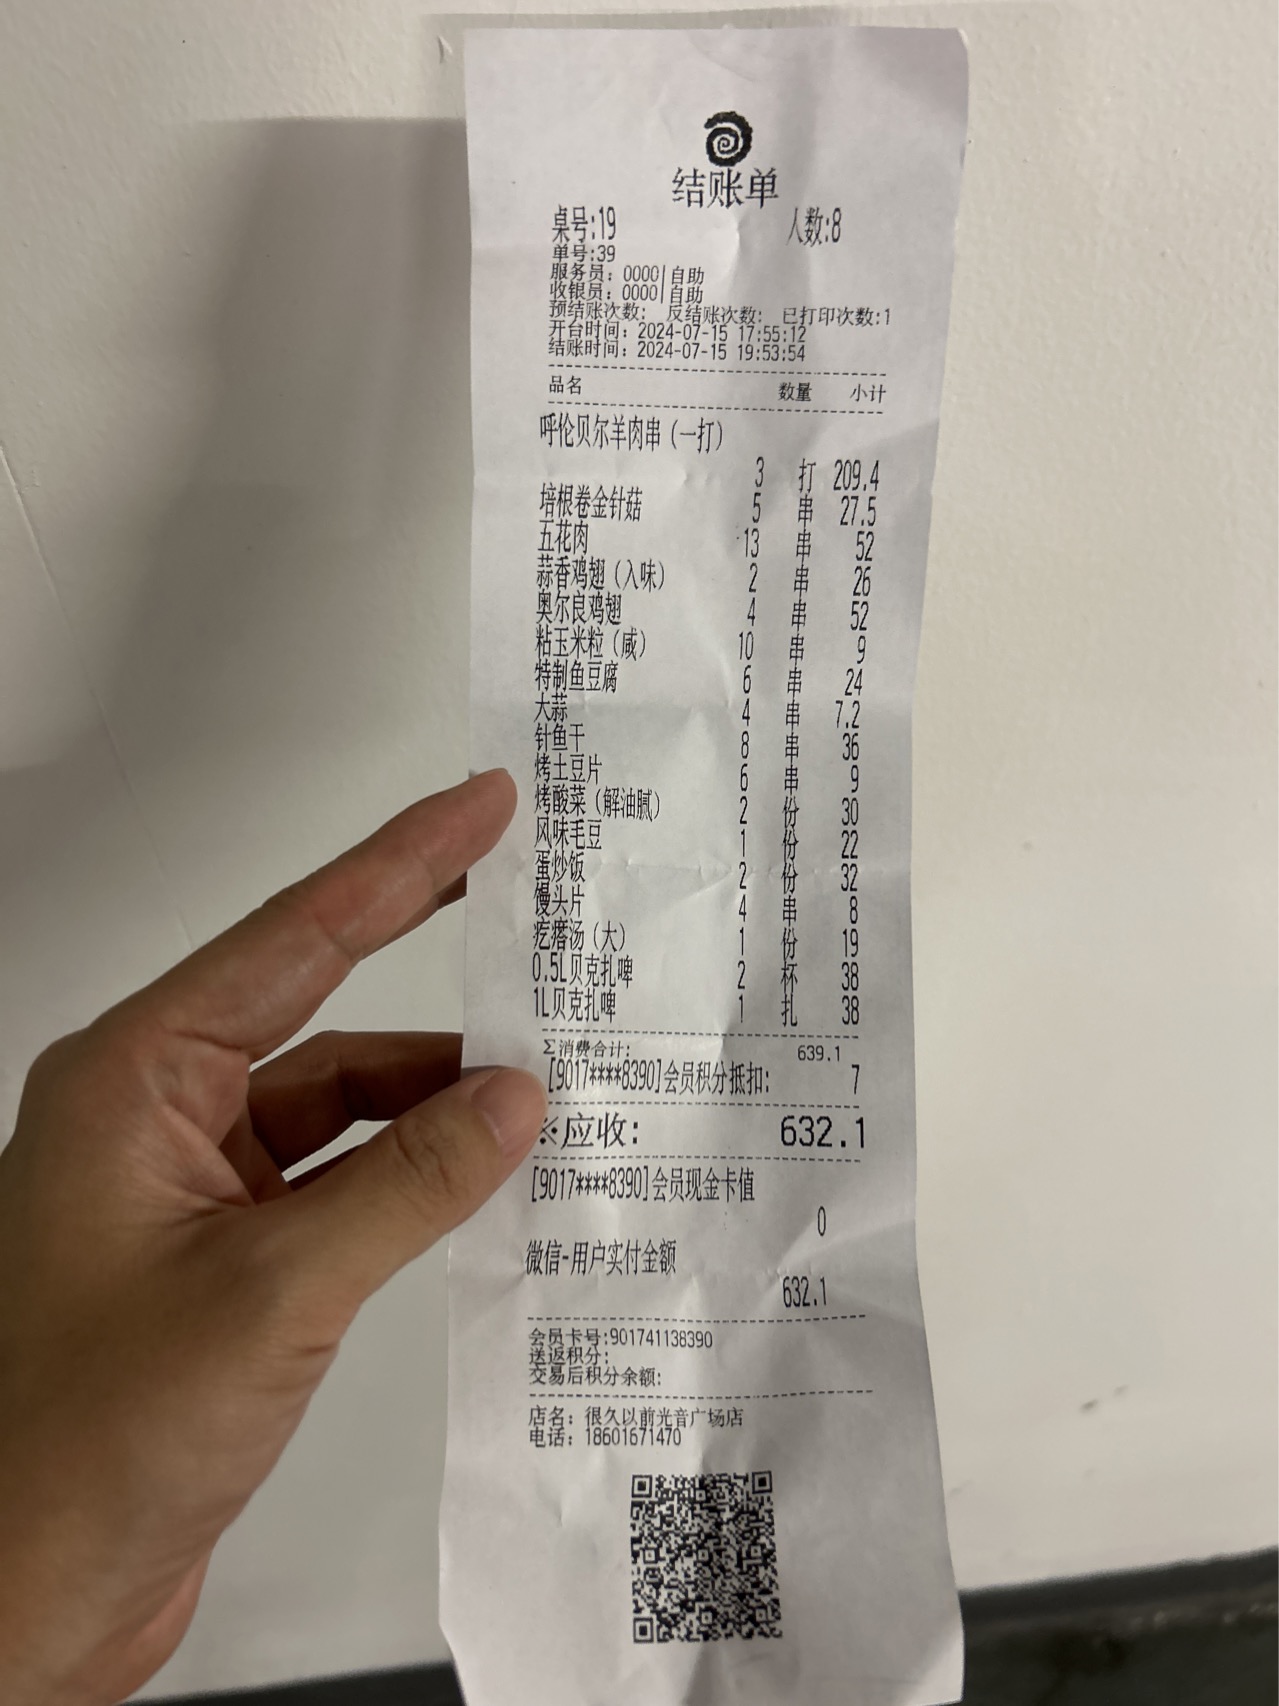 结账单
桌号:19 人数:8
单号:39
服务员: 0000|自助
收银员: 0000|自助
预结账次数: 反结账次数: 已打印次数:1
开台时间: 2024-07-15 17:55:12
结账时间: 2024-07-15 19:53:54
品名 数量 小计
呼伦贝尔羊肉串(一打)
3 打 209.4
培根卷金针菇 5 串 27.5
五花肉 13 串 52
蒜香鸡翅(入味) 2 串 26
奥尔良鸡翅 4 串 52
粘玉米粒(咸) 10 串 9
特制鱼豆腐 6 串 24
大蒜 4 串 7.2
针鱼干 8 串 36
烤土豆片 6 串 9
烤酸菜(解油腻) 2 份 30
风味毛豆 1 份 22
蛋炒饭 2 份 32
馒头片 4 串 8
疙瘩汤(大) 1 份 19
0.5L贝克扎啤 2 杯 38
1L贝克扎啤 1 扎 38
Σ消费合计: 639.1
[9017****8390]会员积分抵扣: 7
※应收: 632.1
[9017****8390]会员现金卡值
0
微信-用户实付金额
632.1
会员卡号:901741138390
送返积分:
交易后积分余额:
店名: 很久以前光音广场店
电话: 18601671470